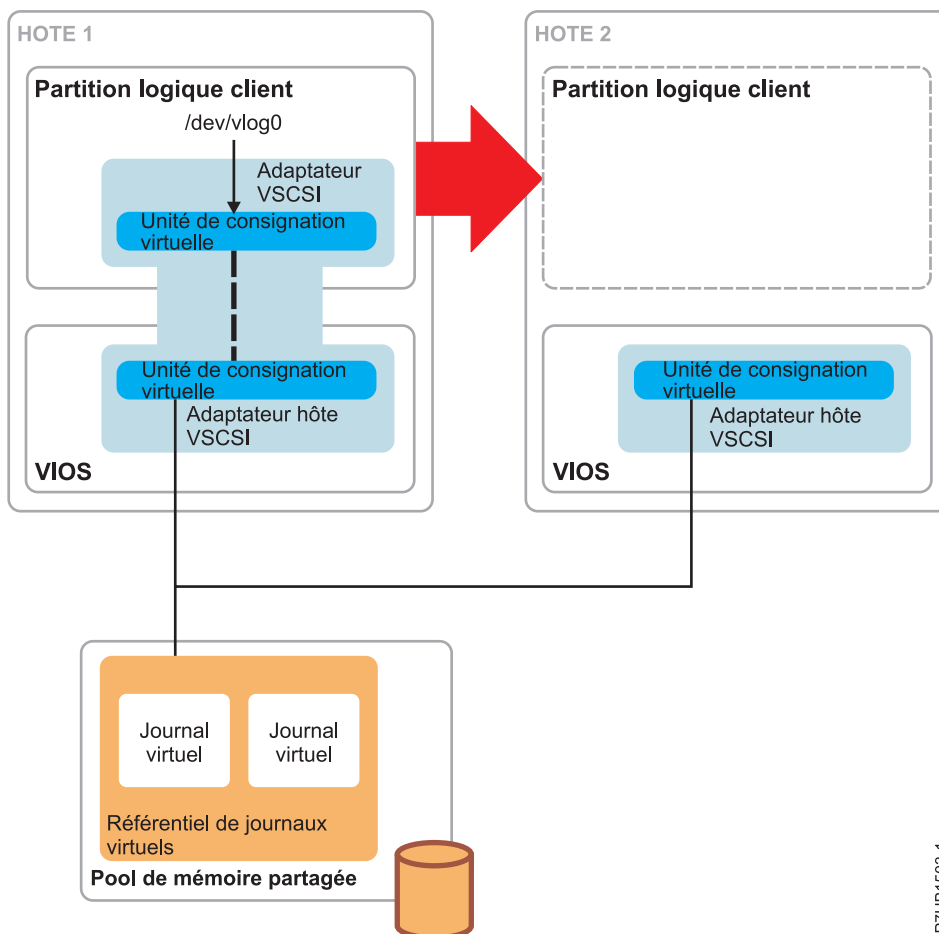 HOTE 1
Partition logique client
/dev/vlog0
Adaptateur
VSCSI
Unité de consignation
virtuelle
Unité de consignation
virtuelle
Adaptateur hôte
VSCSI
VIOS
HOTE 2
Partition logique client
Unité de consignation
virtuelle
Adaptateur hôte
VSCSI
VIOS
Journal
virtuel
Journal
virtuel
Référentiel de journaux
virtuels
Pool de mémoire partagée